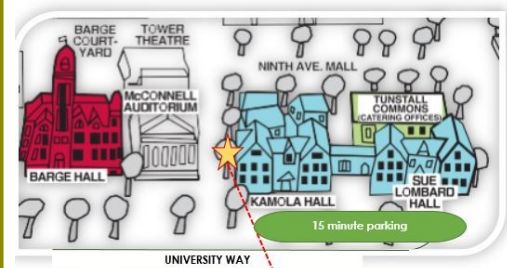 BARGE
COURT-
YARD
TOWER
THEATRE
NINTH AVE. MALL
McCONNELL
AUDITORIUM
TUNSTALL
COMMONS
(CATERING OFFICES)
BARGE HALL
KAMOLA HALL
SUE
LOMBARD
HALL
15 minute parking
UNIVERSITY WAY